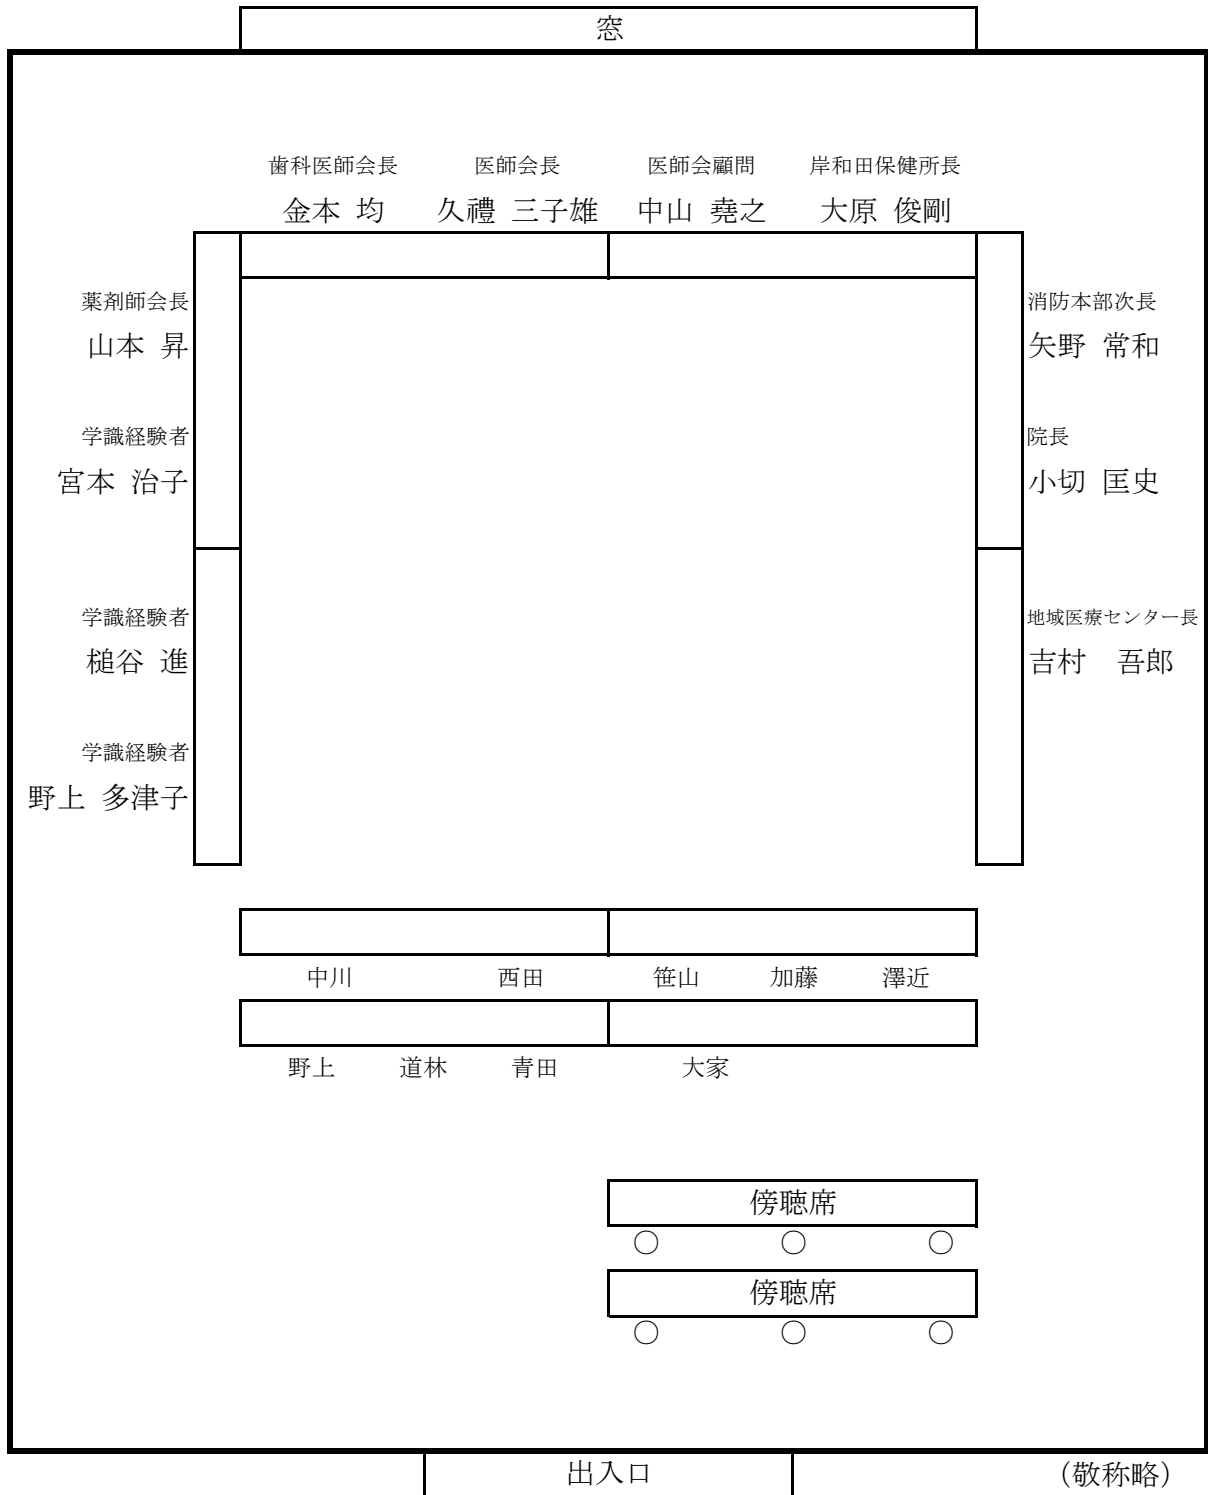 窓
歯科医師会長 医師会長 医師会顧問 岸和田保健所長
金本 均 久禮 三子雄 中山 堯之 大原 俊剛
薬剤師会長 消防本部次長
山本 昇 矢野 常和
学識経験者 院長
宮本 治子 小切 匡史
学識経験者 地域医療センター長
槌谷 進 吉村　吾郎
学識経験者
野上 多津子
中川 西田 笹山 加藤 澤近
野上 道林 青田 大家
傍聴席
○ ○ ○
傍聴席
○ ○ ○
出入口 （敬称略）